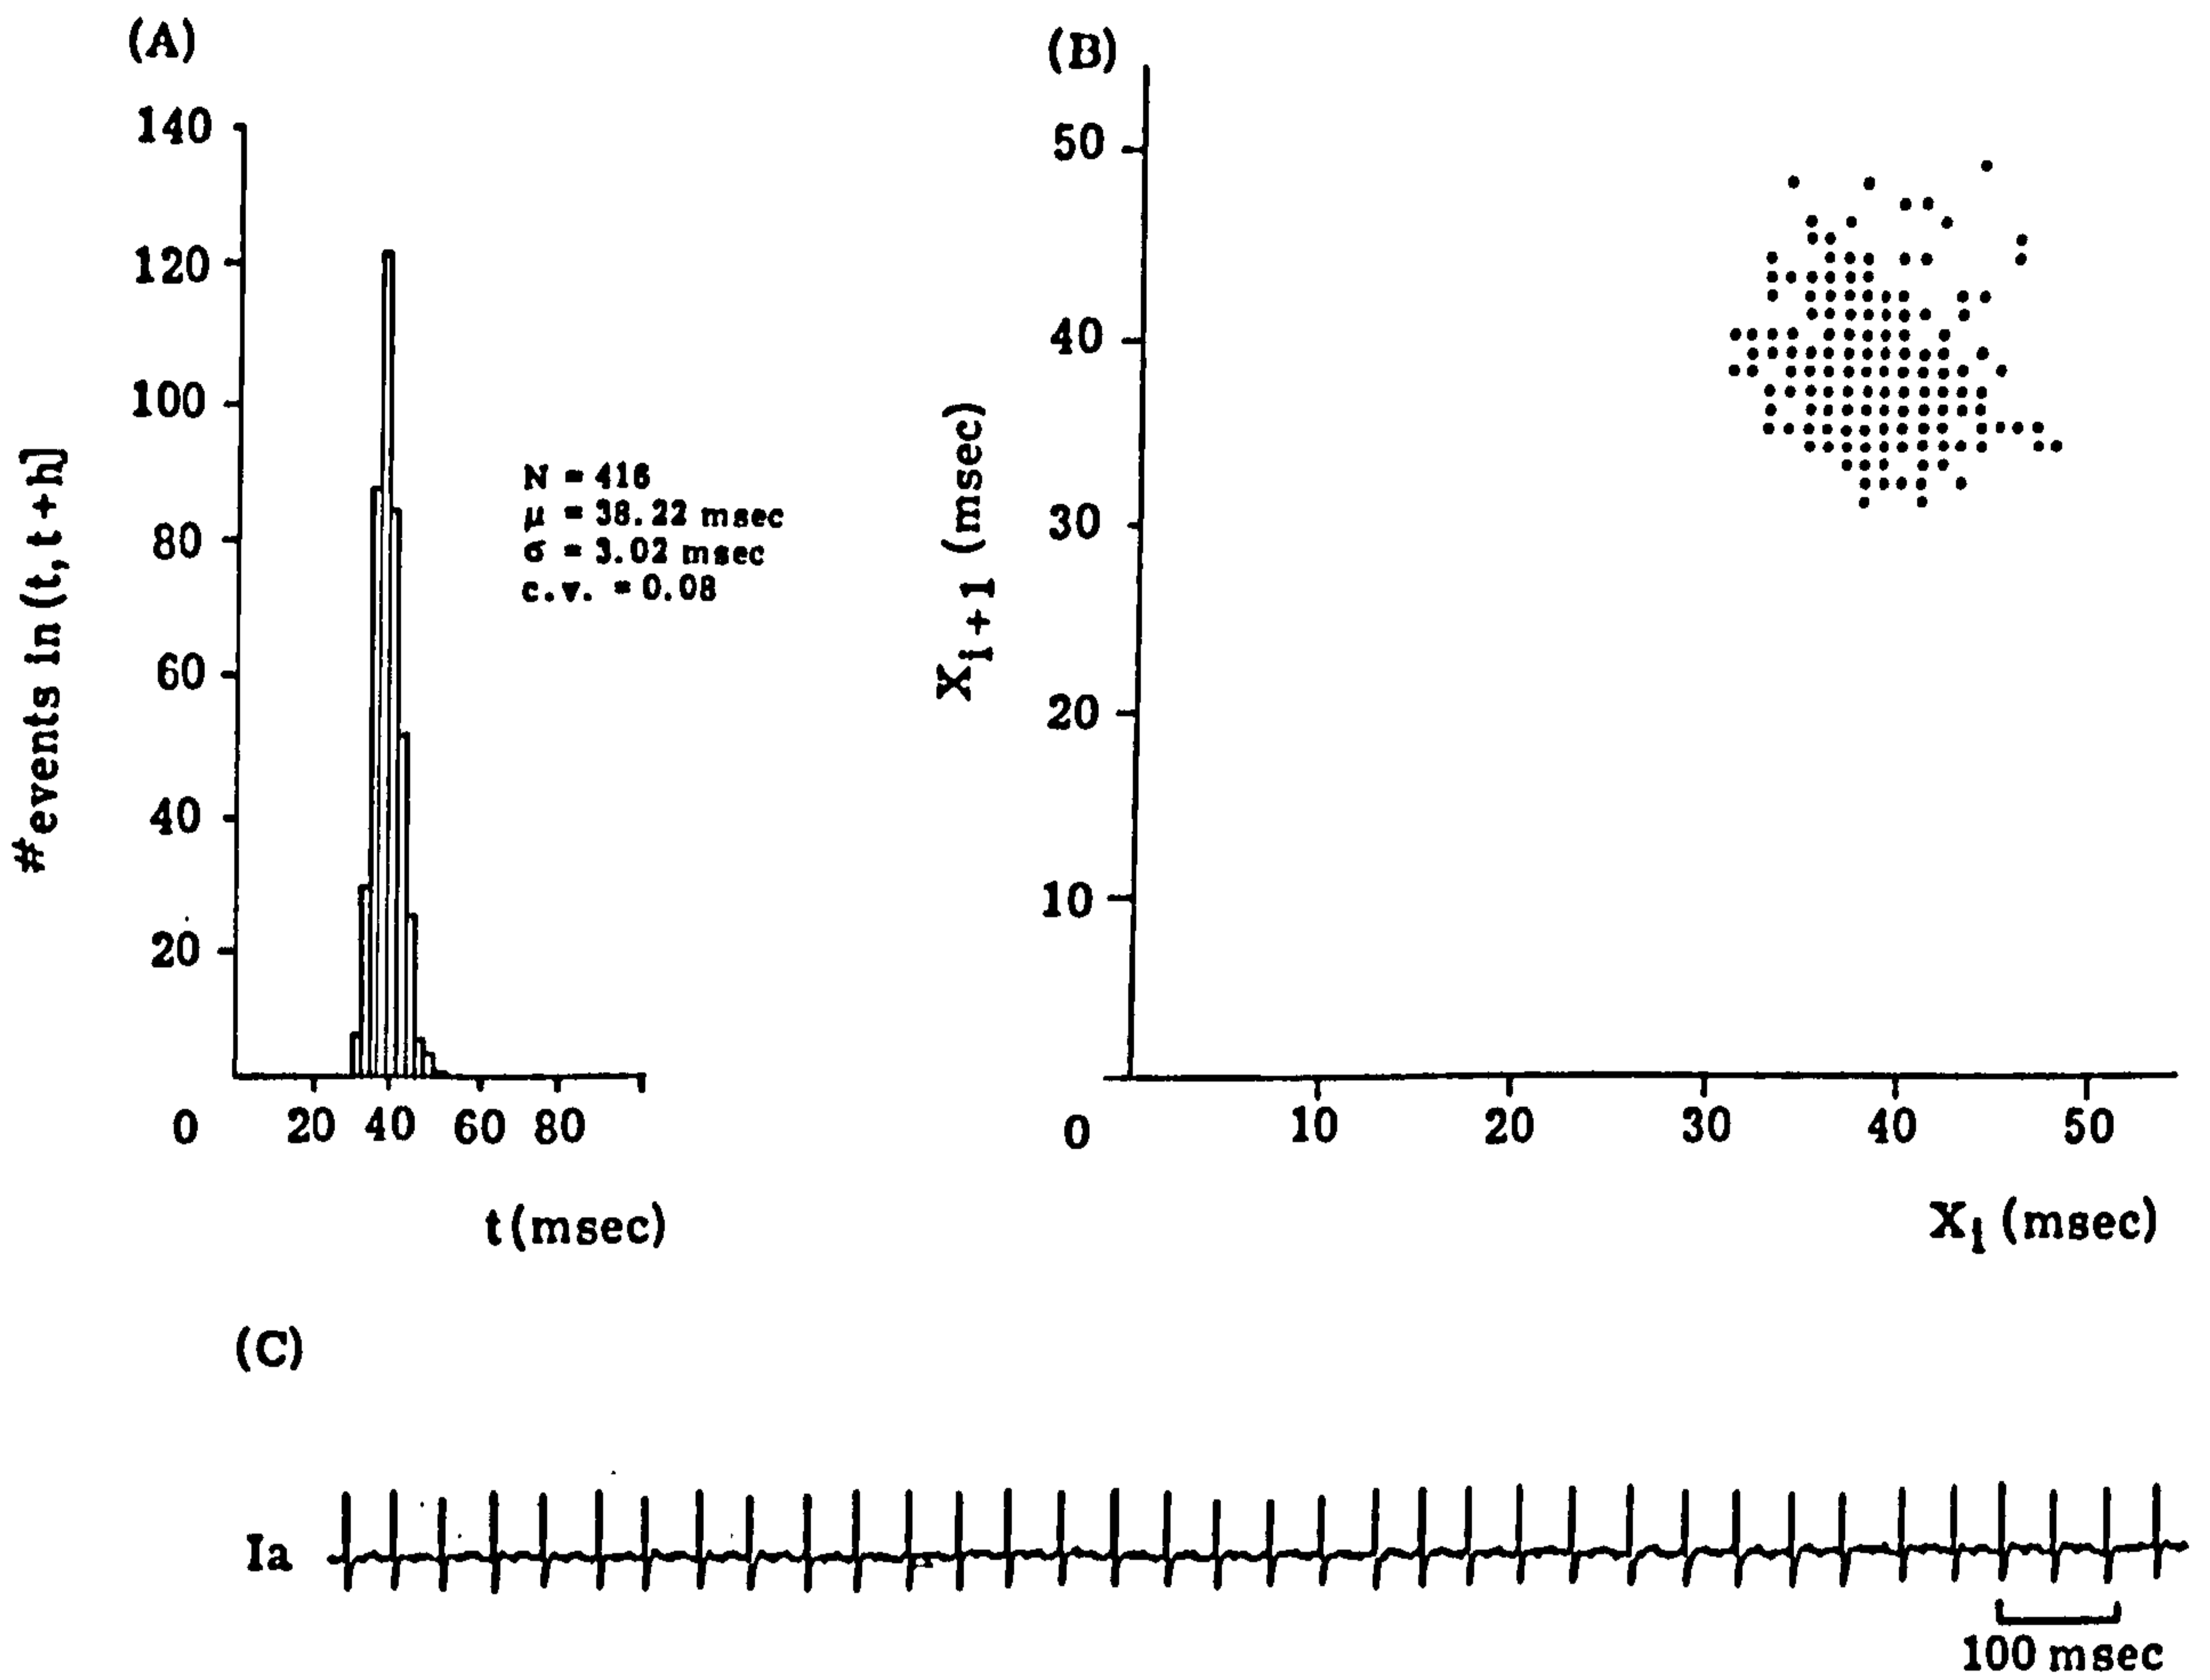 (A)
140
120
100
80
60
40
20
0
20 40 60 80
t(msec)
#events in (t, t+h]
N = 416
μ = 38.22 msec
σ = 3.02 msec
c.v. = 0.08
(B)
50
40
30
20
10
0
10 20 30 40 50
Xi+1 (msec)
Xi (msec)
(C)
Ia
100 msec